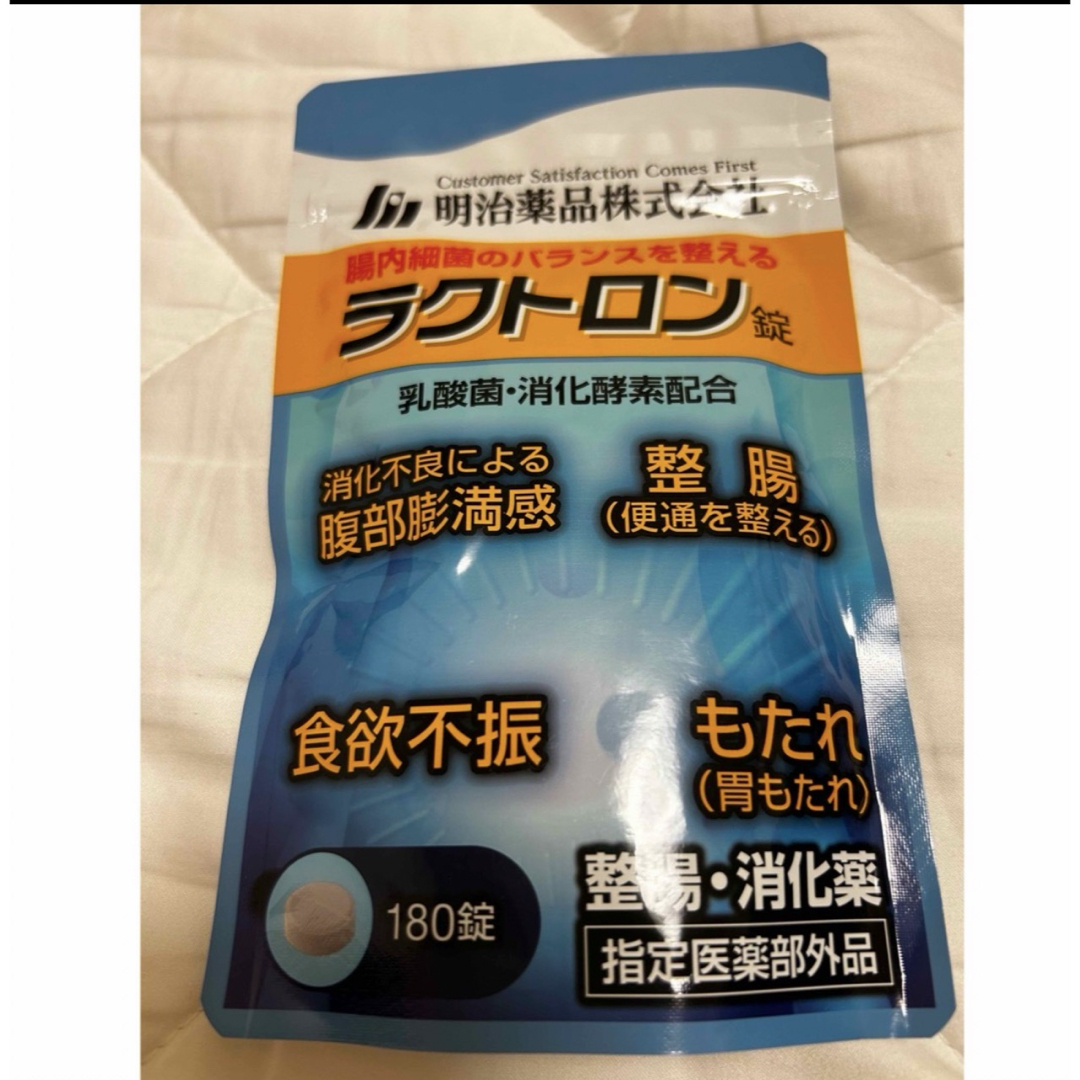 Customer Satisfaction Comes First
明治薬品株式会社
腸内細菌のバランスを整える
ラクトロン錠
乳酸菌・消化酵素配合
消化不良による
腹部膨満感
整腸
(便通を整える)
食欲不振
もたれ
(胃もたれ)
180錠
整腸・消化薬
指定医薬部外品